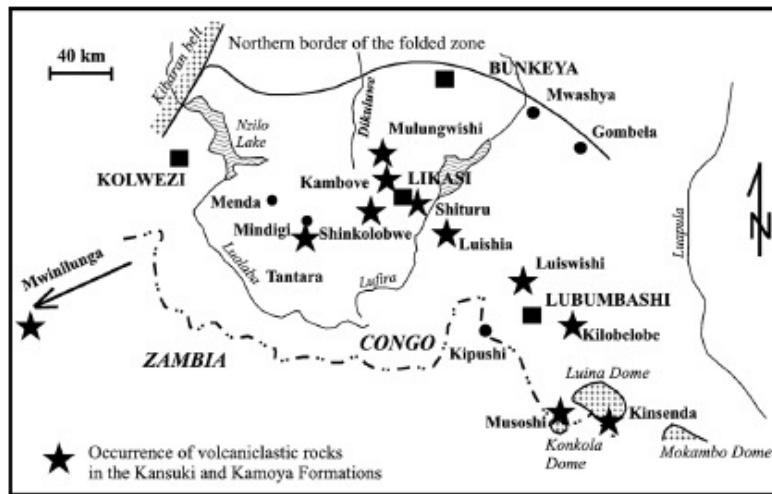 40 km
Northern border of the folded zone
Kibaran belt
BUNKEYA
Mwashya
Gombela
Nzilo
Lake
Dikuluwe
Mulungwishi
KOLWEZI
Kambove
LIKASI
Menda
Shituru
Mindigi
Shinkolobwe
Luishia
Luapula
Tantara
Lualaba
Lufira
Mwinilunga
Luiswishi
LUBUMBASHI
Kilobelobe
CONGO
ZAMBIA
Kipushi
Luina Dome
Musoshi
Kinsenda
Konkola
Dome
Mokambo Dome
N
Occurrence of volcaniclastic rocks
in the Kansuki and Kamoya Formations